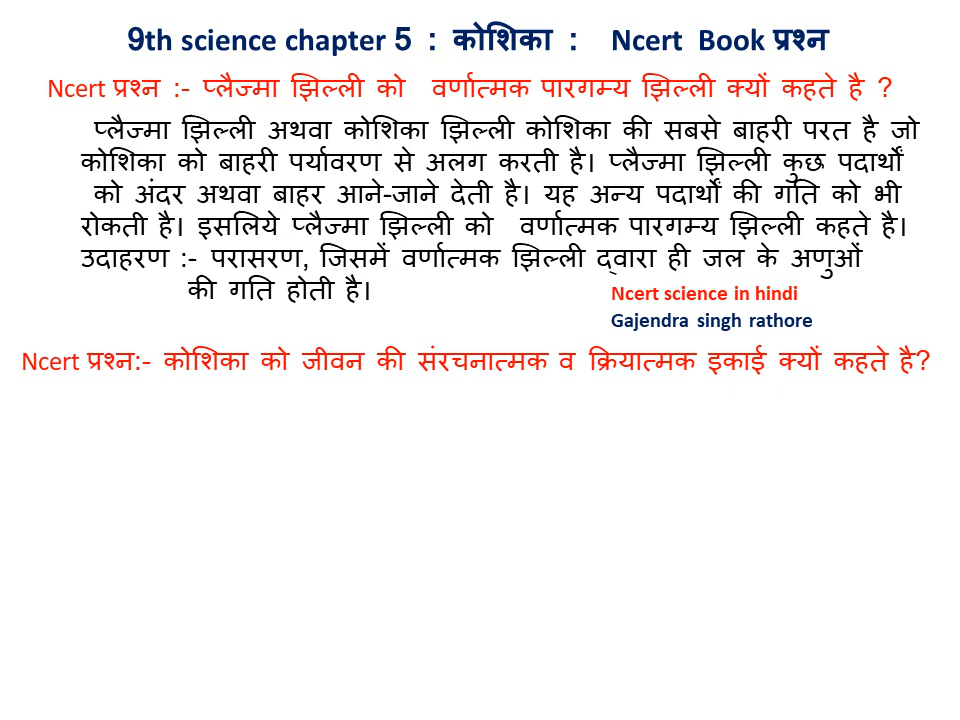 9th science chapter 5 : कोशिका : Ncert Book प्रश्न
Ncert प्रश्न :- प्लैज्मा झिल्ली को वर्णात्मक पारगम्य झिल्ली क्यों कहते है ?
प्लैज्मा झिल्ली अथवा कोशिका झिल्ली कोशिका की सबसे बाहरी परत है जो
कोशिका को बाहरी पर्यावरण से अलग करती है। प्लैज्मा झिल्ली कुछ पदार्थों
को अंदर अथवा बाहर आने-जाने देती है। यह अन्य पदार्थों की गति को भी
रोकती है। इसलिये प्लैज्मा झिल्ली को वर्णात्मक पारगम्य झिल्ली कहते है।
उदाहरण :- परासरण, जिसमें वर्णात्मक झिल्ली द्वारा ही जल के अणुओं
की गति होती है।
Ncert science in hindi
Gajendra singh rathore
Ncert प्रश्न:- कोशिका को जीवन की संरचनात्मक व क्रियात्मक इकाई क्यों कहते है?